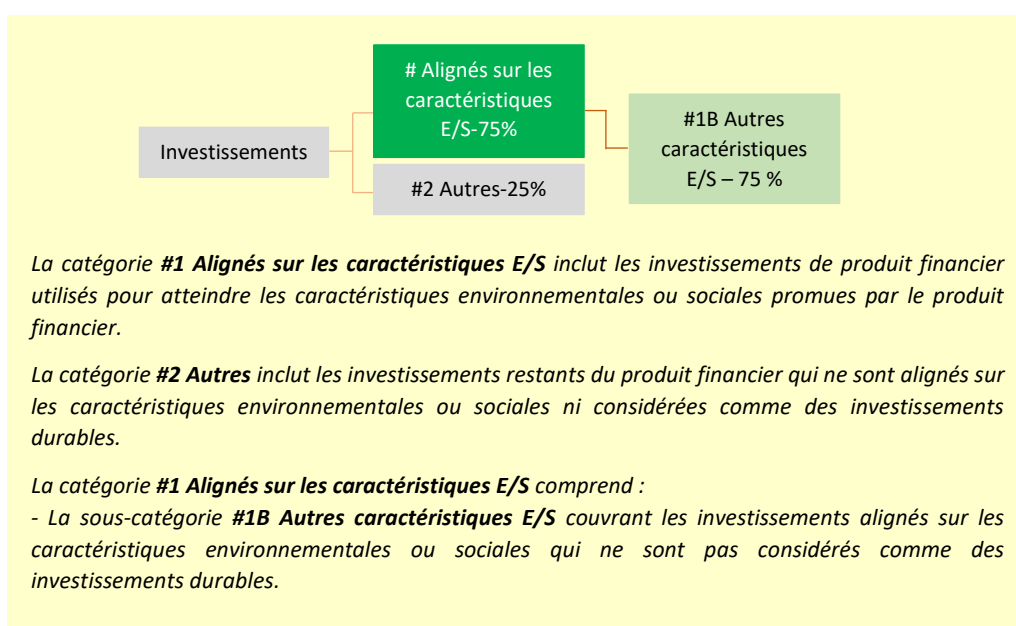 # Alignés sur les
caractéristiques
E/S-75%
#1B Autres
caractéristiques
E/S – 75 %
Investissements
#2 Autres-25%
La catégorie #1 Alignés sur les caractéristiques E/S inclut les investissements de produit financier
utilisés pour atteindre les caractéristiques environnementales ou sociales promues par le produit
financier.
La catégorie #2 Autres inclut les investissements restants du produit financier qui ne sont alignés sur
les caractéristiques environnementales ou sociales ni considérées comme des investissements
durables.
La catégorie #1 Alignés sur les caractéristiques E/S comprend :
- La sous-catégorie #1B Autres caractéristiques E/S couvrant les investissements alignés sur les
caractéristiques environnementales ou sociales qui ne sont pas considérés comme des
investissements durables.